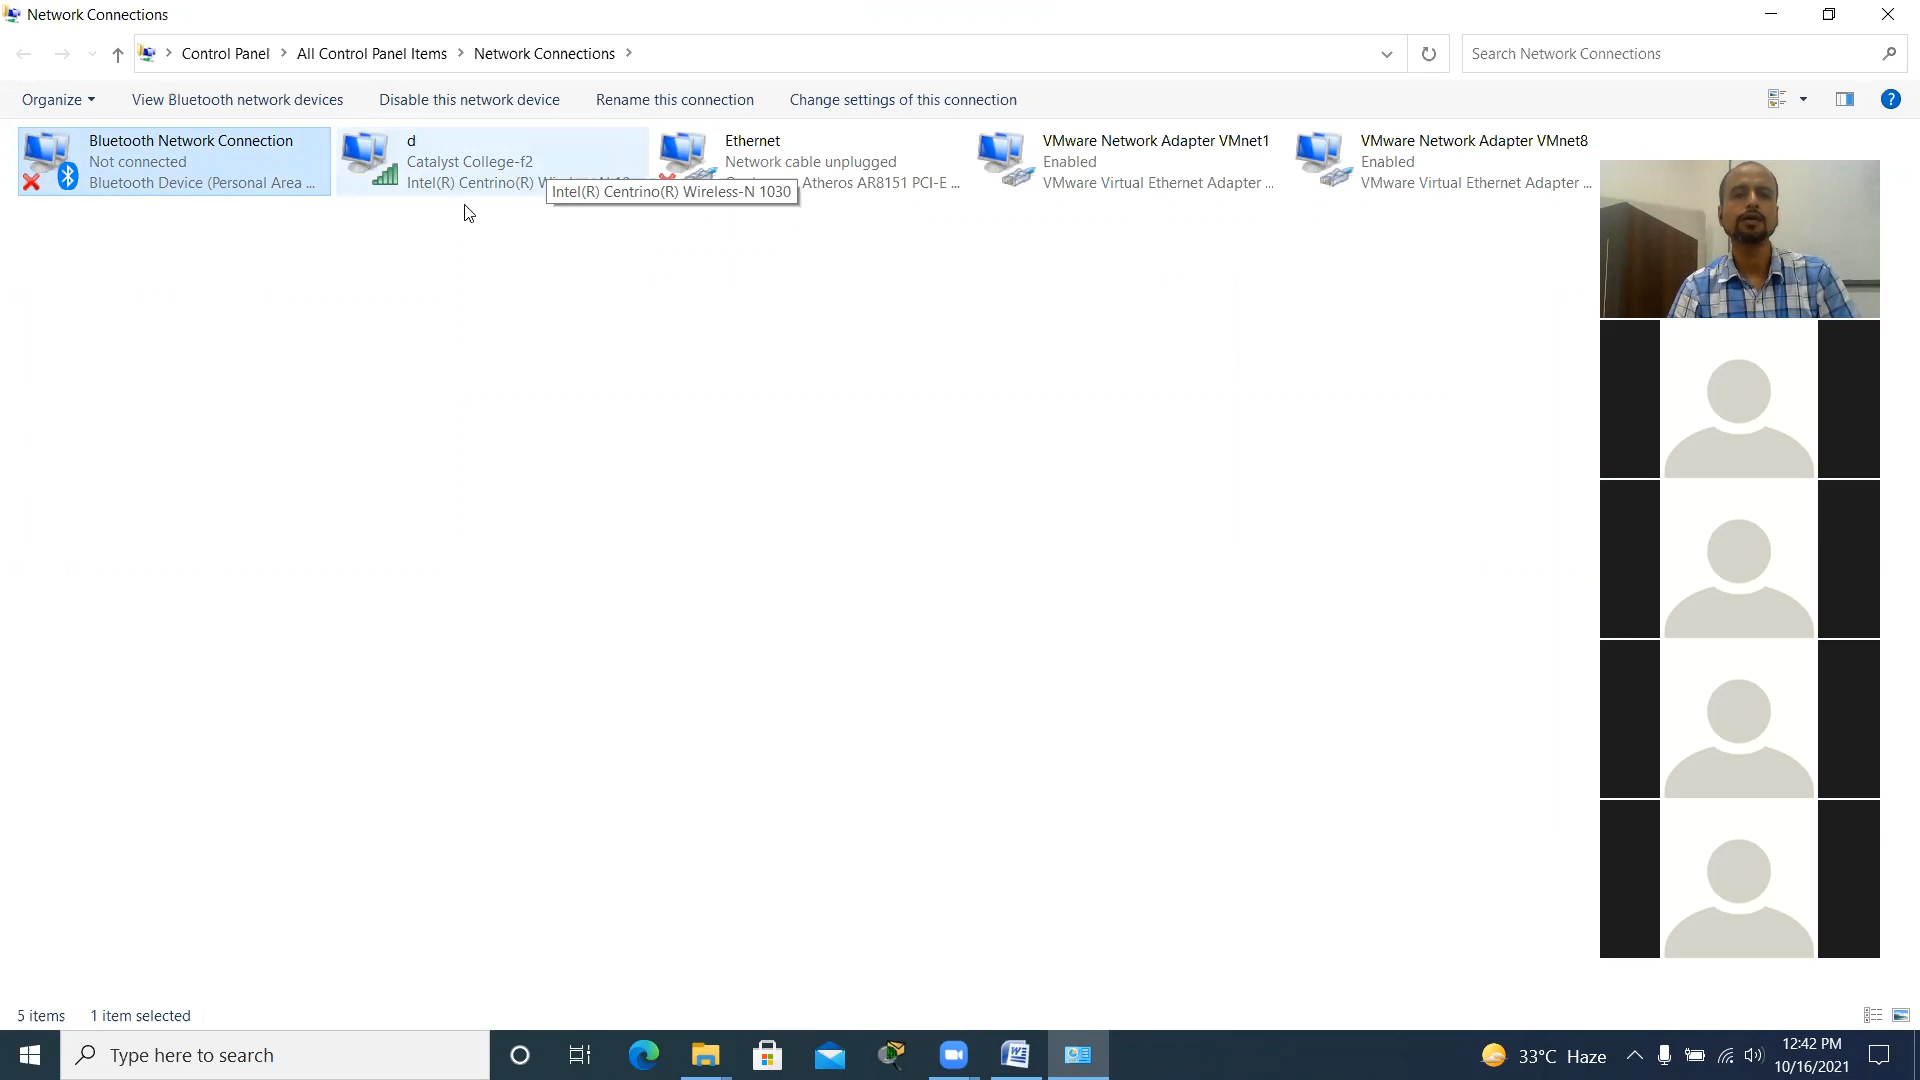 Network Connections
Control Panel
All Control Panel Items
Network Connections
Search Network Connections
Organize
View Bluetooth network devices
Disable this network device
Rename this connection
Change settings of this connection
Bluetooth Network Connection
Not connected
Bluetooth Device (Personal Area ...
d
Catalyst College-f2
Intel(R) Centrino(R)
Intel(R) Centrino(R) Wireless-N 1030
Ethernet
Network cable unplugged
Atheros AR8151 PCI-E ...
VMware Network Adapter VMnet1
Enabled
VMware Virtual Ethernet Adapter ...
VMware Network Adapter VMnet8
Enabled
VMware Virtual Ethernet Adapter ...
5 items
1 item selected
Type here to search
33°C Haze
12:42 PM
10/16/2021